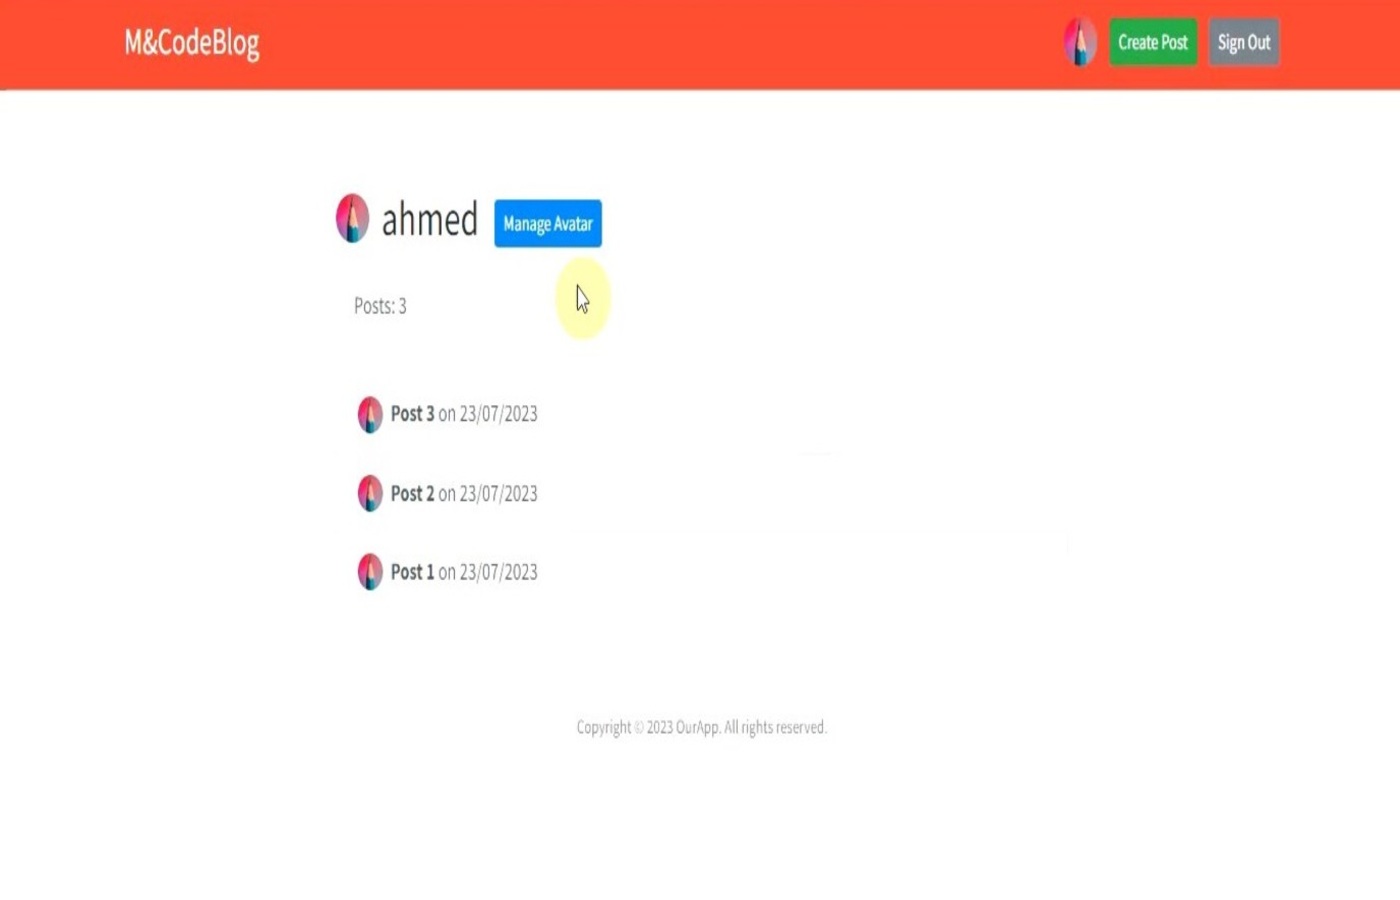 M&CodeBlog
Create Post
Sign Out
ahmed
Manage Avatar
Posts: 3
Post 3 on 23/07/2023
Post 2 on 23/07/2023
Post 1 on 23/07/2023
Copyright © 2023 OurApp. All rights reserved.